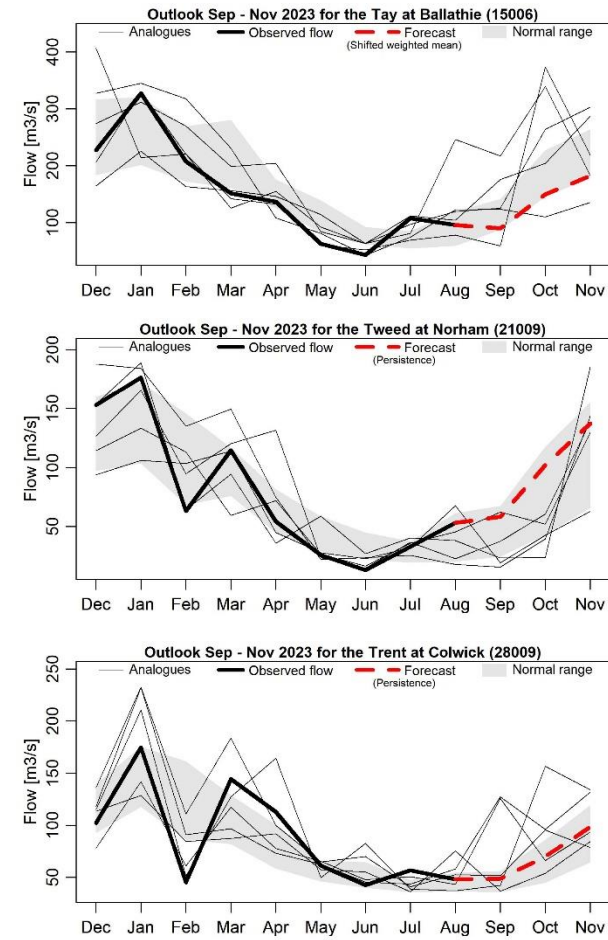 Outlook Sep - Nov 2023 for the Tay at Ballathie (15006)
Analogues Observed flow Forecast Normal range
(Shifted weighted mean)
Flow [m3/s]
400
300
200
100
Dec Jan Feb Mar Apr May Jun Jul Aug Sep Oct Nov
Outlook Sep - Nov 2023 for the Tweed at Norham (21009)
Analogues Observed flow Forecast Normal range
(Persistence)
Flow [m3/s]
200
150
100
50
Dec Jan Feb Mar Apr May Jun Jul Aug Sep Oct Nov
Outlook Sep - Nov 2023 for the Trent at Colwick (28009)
Analogues Observed flow Forecast Normal range
(Persistence)
Flow [m3/s]
250
200
150
100
50
Dec Jan Feb Mar Apr May Jun Jul Aug Sep Oct Nov